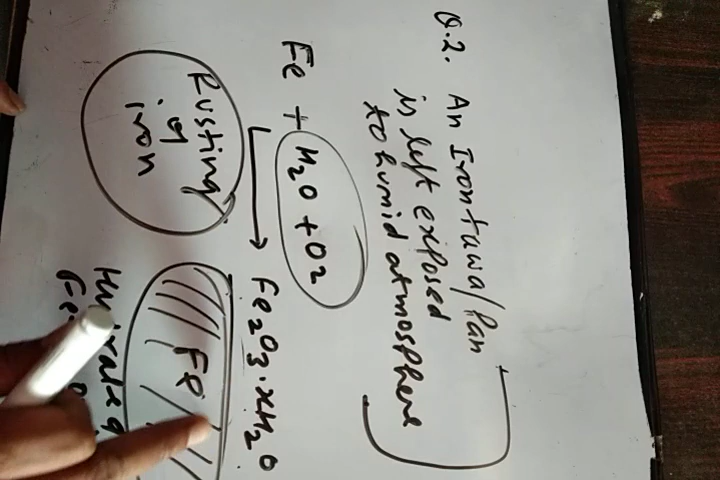 Q.2. An Iron tawa/Pan
is left exposed
to humid atmosphere
Fe + H2O + O2 → Fe2O3.xH2O
Rusting
of
iron
Fe